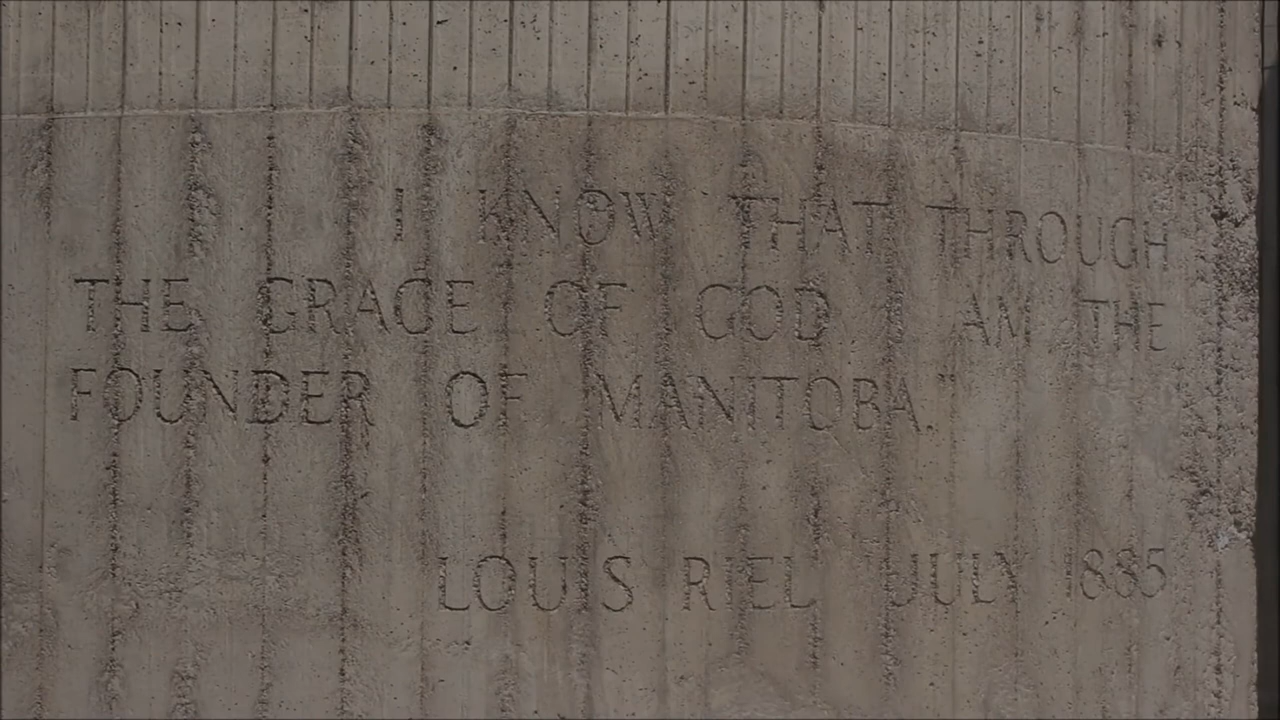 I KNOW THAT THROUGH
THE GRACE OF GOD I AM THE
FOUNDER OF MANITOBA."
LOUIS RIEL JULY 1885